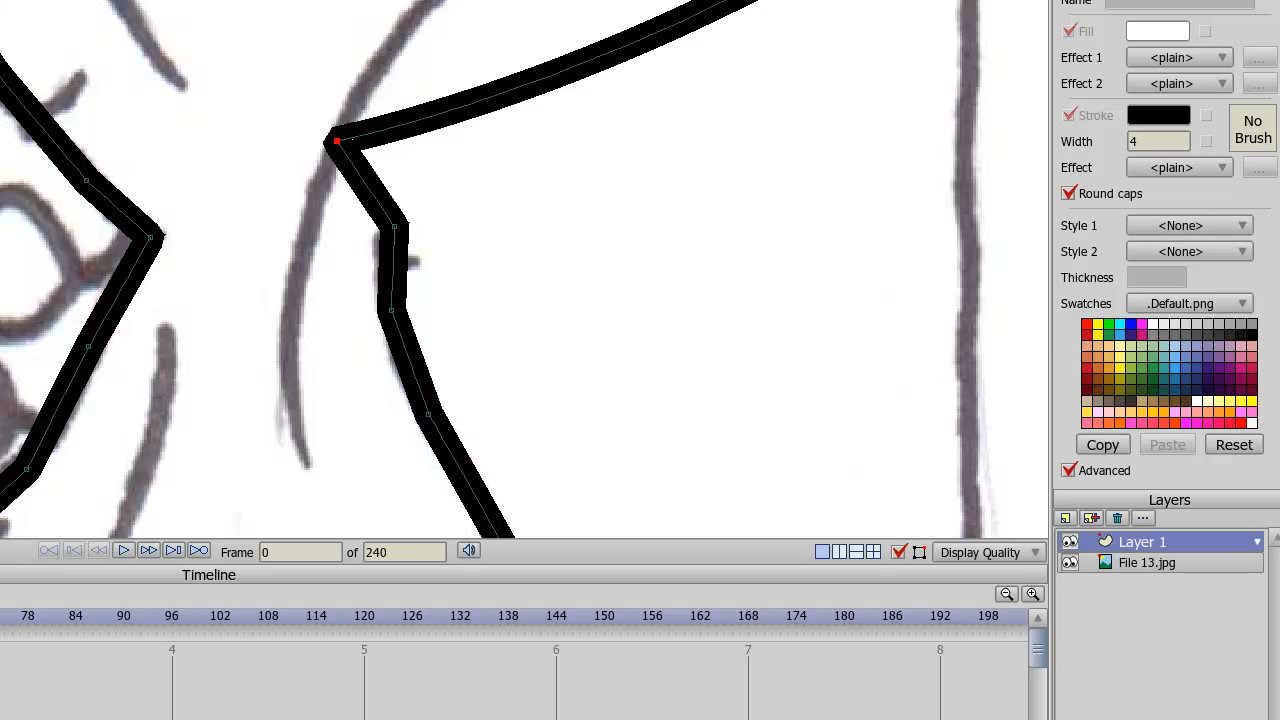 Name
Fill
Effect 1 <plain> ...
Effect 2 <plain> ...
Stroke
No Brush
Width 4
Effect <plain> ...
Round caps
Style 1 <None>
Style 2 <None>
Thickness
Swatches .Default.png
Copy Paste Reset
Advanced
Layers
...
Layer 1
File 13.jpg
Frame 0 of 240 Display Quality
Timeline
78 84 90 96 102 108 114 120 126 132 138 144 150 156 162 168 174 180 186 192 198
4 5 6 7 8